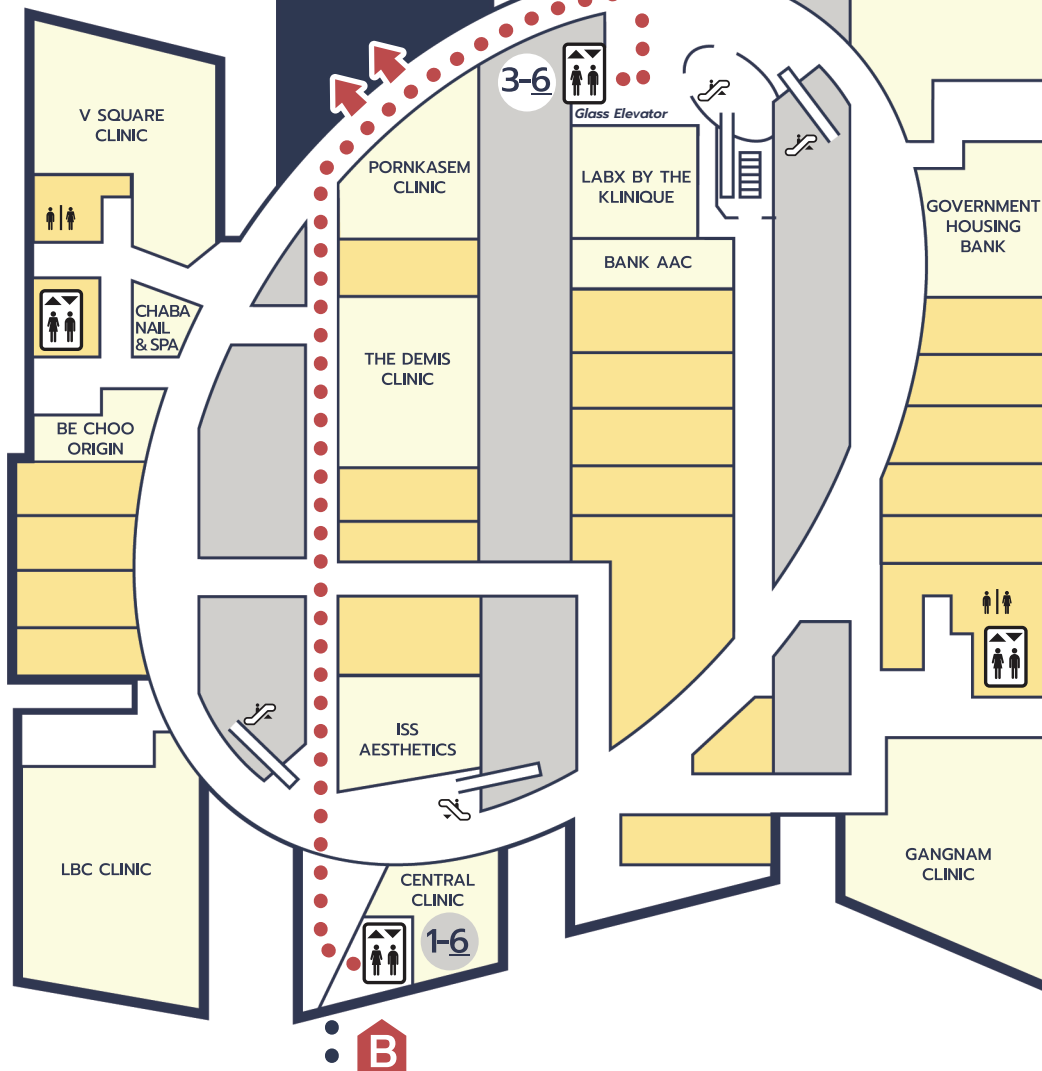 3-6
Glass Elevator
V SQUARE
CLINIC
PORNKASEM
CLINIC
LABX BY THE
KLINIQUE
GOVERNMENT
HOUSING
BANK
BANK AAC
CHABA
NAIL
& SPA
THE DEMIS
CLINIC
BE CHOO
ORIGIN
ISS
AESTHETICS
LBC CLINIC
CENTRAL
CLINIC
GANGNAM
CLINIC
1-6
B